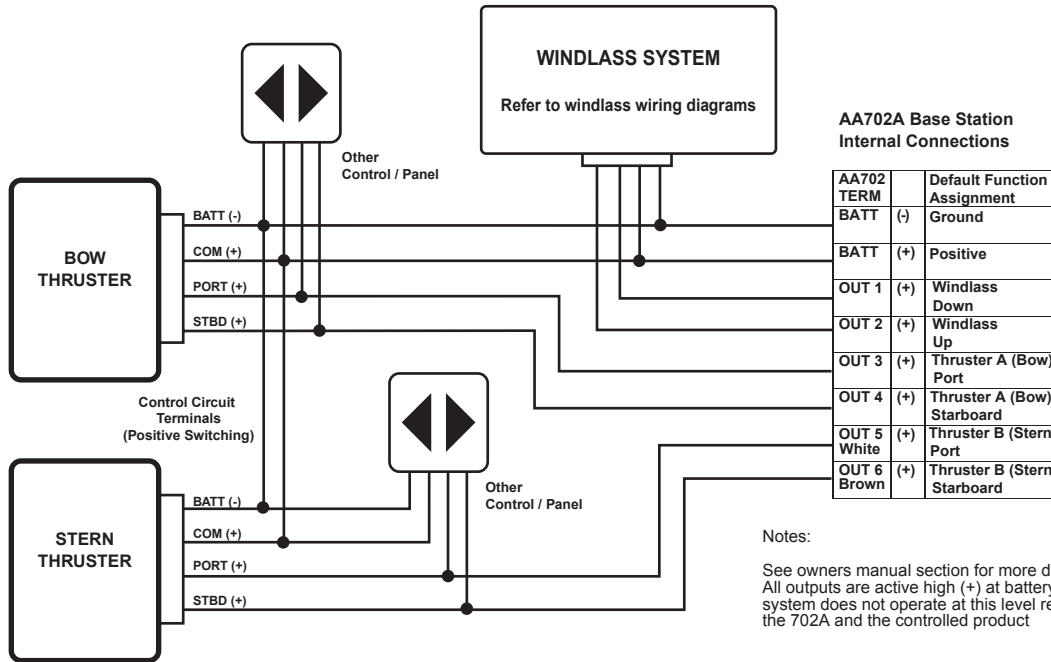 WINDLASS SYSTEM
Refer to windlass wiring diagrams
Other
Control / Panel
AA702A Base Station
Internal Connections
BOW
THRUSTER
BATT (-)
COM (+)
PORT (+)
STBD (+)
AA702
TERM
Default Function
Assignment
BATT (-) Ground
BATT (+) Positive
OUT 1 (+) Windlass
Down
OUT 2 (+) Windlass
Up
OUT 3 (+) Thruster A (Bow)
Port
OUT 4 (+) Thruster A (Bow)
Starboard
OUT 5
White (+) Thruster B (Stern
Port
OUT 6
Brown (+) Thruster B (Stern
Starboard
Control Circuit
Terminals
(Positive Switching)
Other
Control / Panel
STERN
THRUSTER
BATT (-)
COM (+)
PORT (+)
STBD (+)
Notes:
See owners manual section for more
All outputs are active high (+) at battery
system does not operate at this level
the 702A and the controlled product